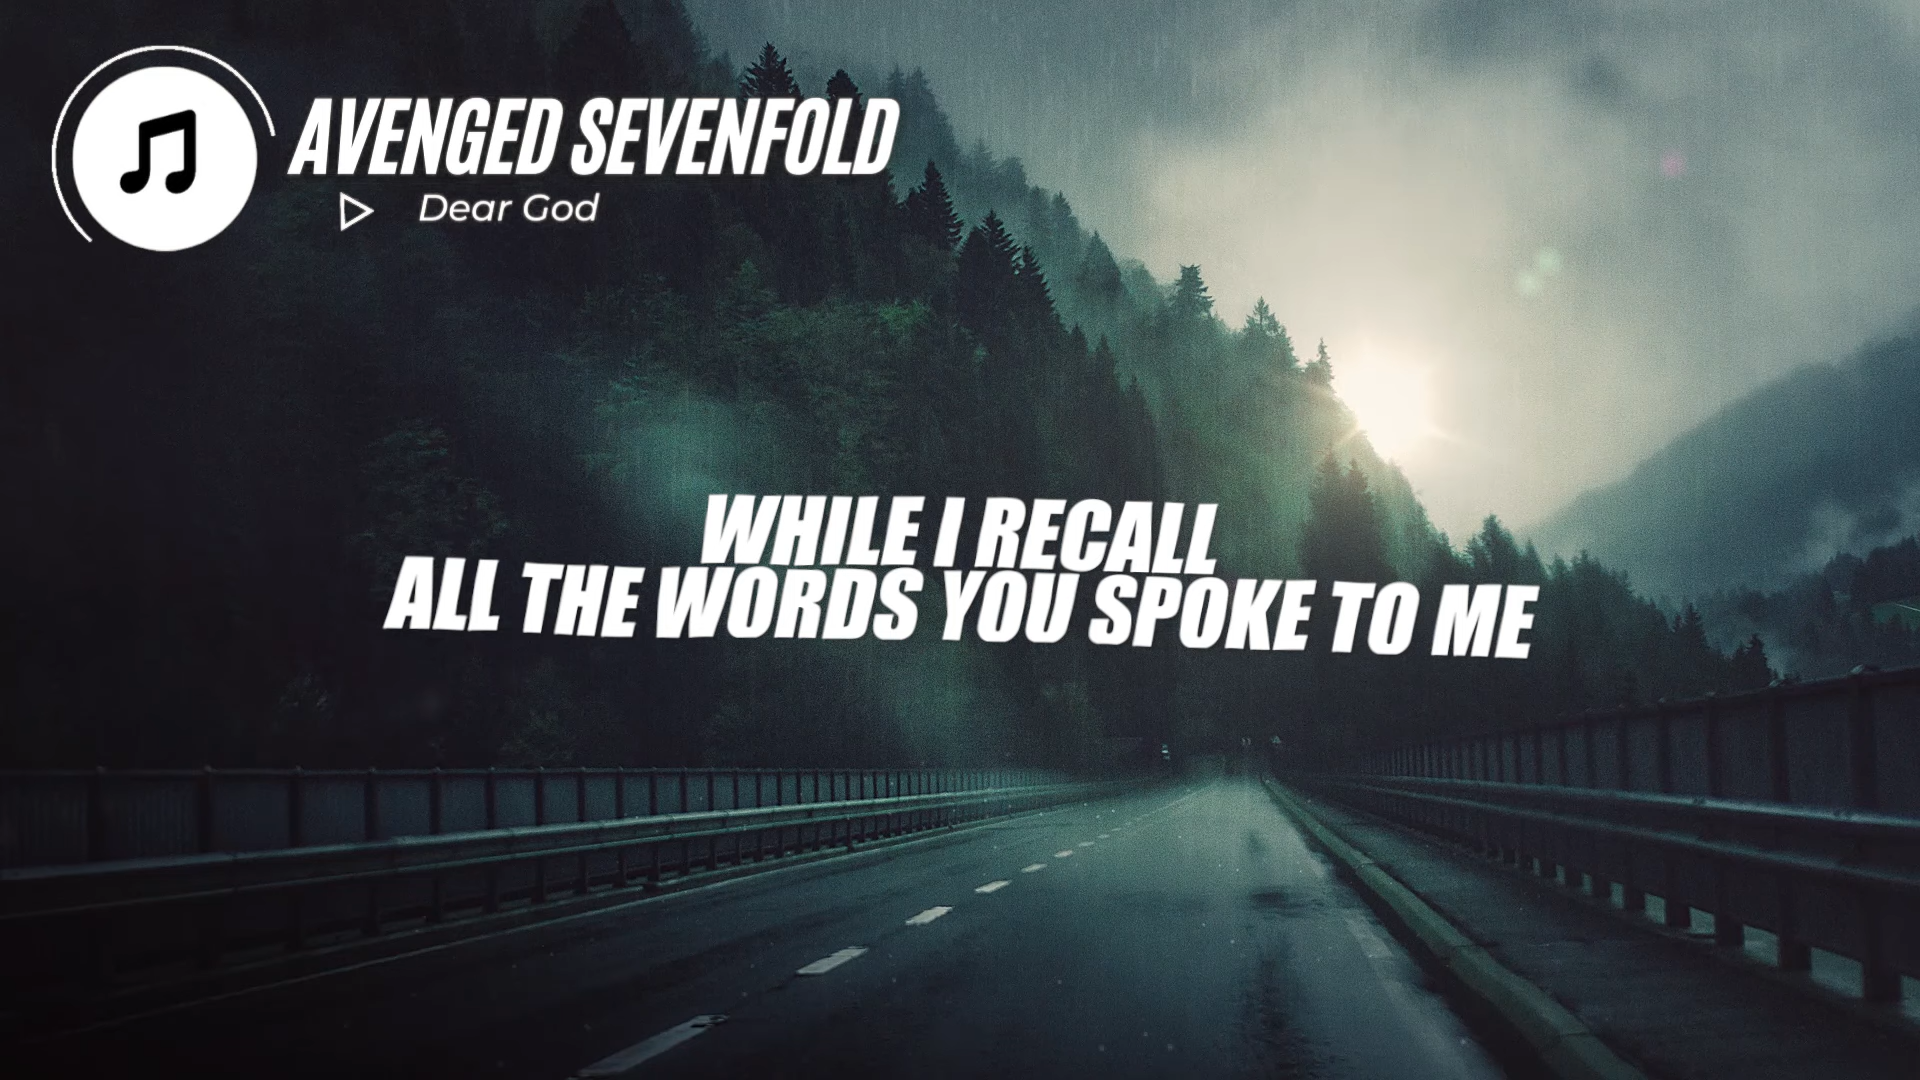 AVENGED SEVENFOLD
Dear God
WHILE I RECALL
ALL THE WORDS YOU SPOKE TO ME